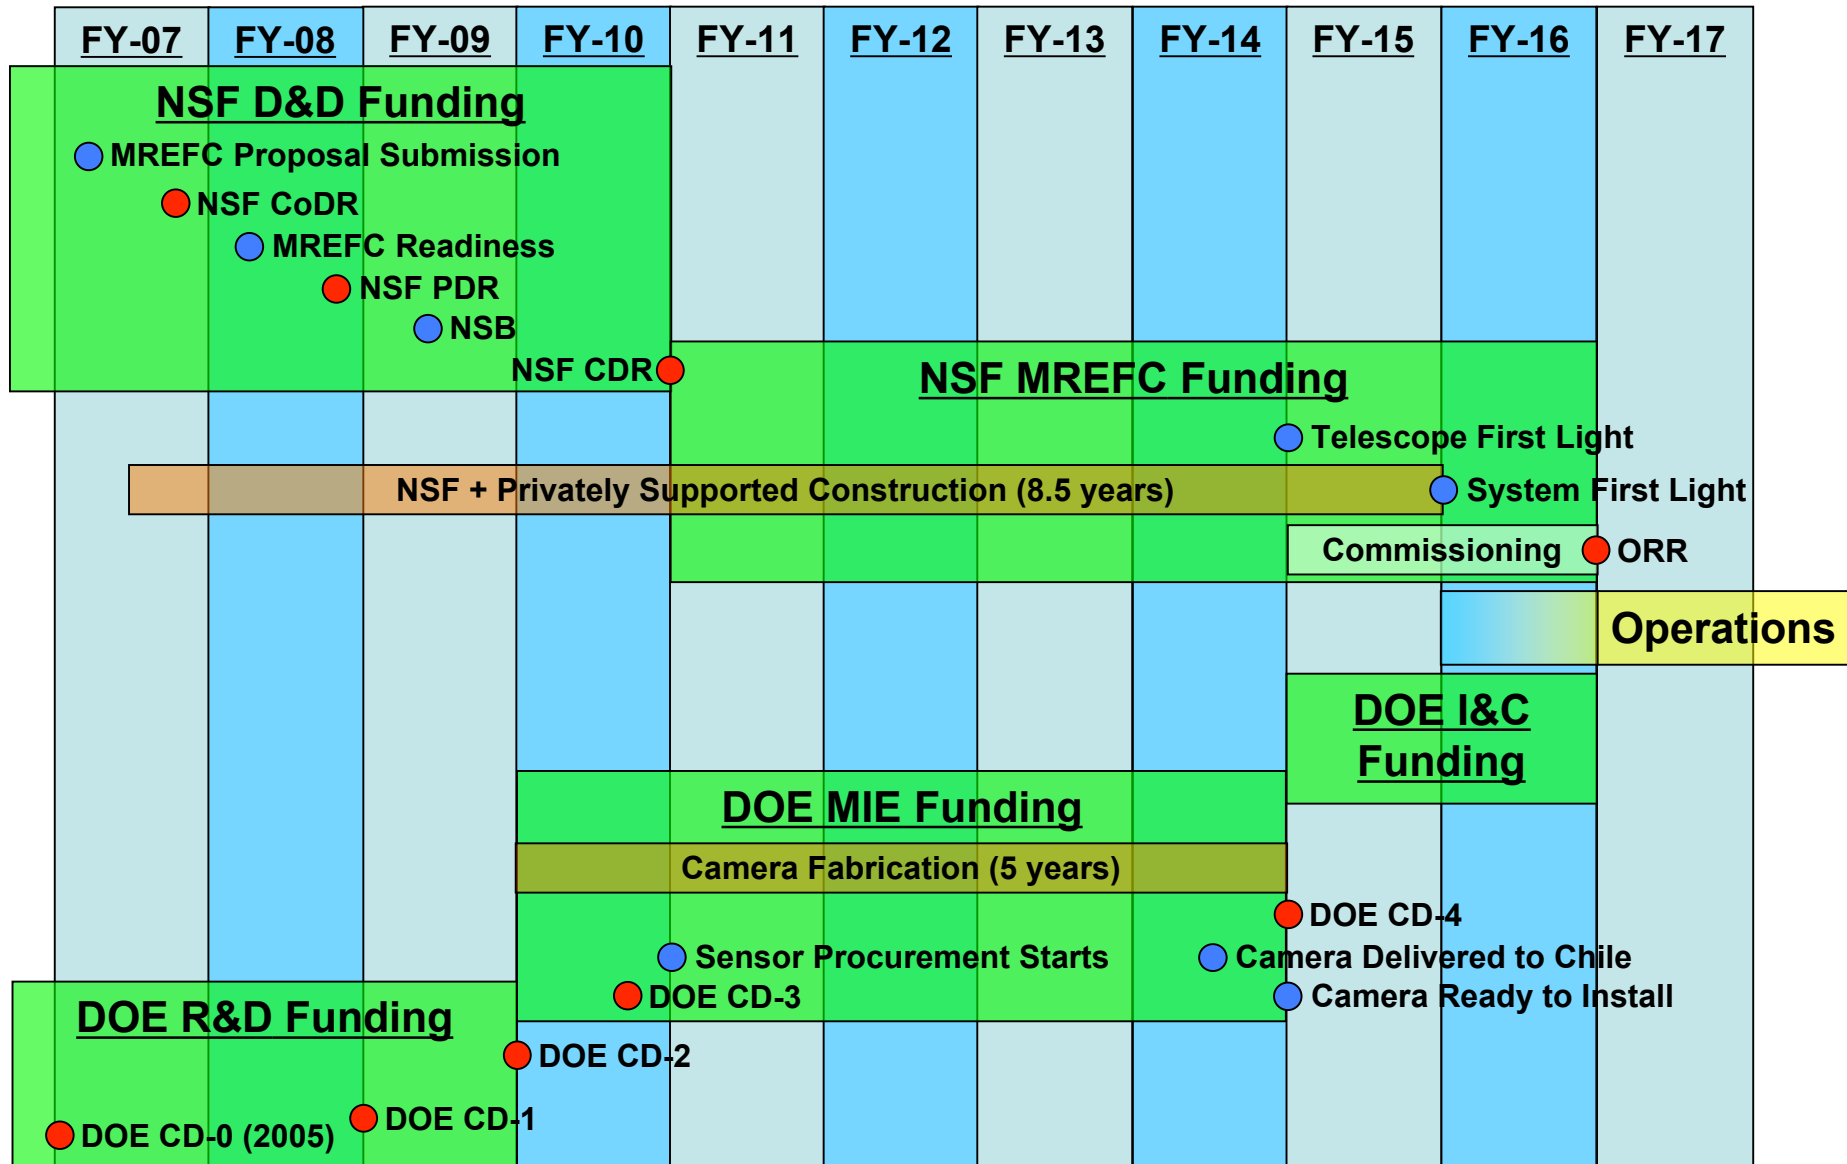 FY-07 FY-08 FY-09 FY-10 FY-11 FY-12 FY-13 FY-14 FY-15 FY-16 FY-17
NSF D&D Funding
MREFC Proposal Submission
NSF CoDR
MREFC Readiness
NSF PDR
NSB
NSF CDR
NSF MREFC Funding
Telescope First Light
NSF + Privately Supported Construction (8.5 years)
System First Light
Commissioning
ORR
Operations
DOE I&C
Funding
DOE MIE Funding
Camera Fabrication (5 years)
DOE CD-4
Sensor Procurement Starts
Camera Delivered to Chile
DOE CD-3
Camera Ready to Install
DOE R&D Funding
DOE CD-2
DOE CD-1
DOE CD-0 (2005)